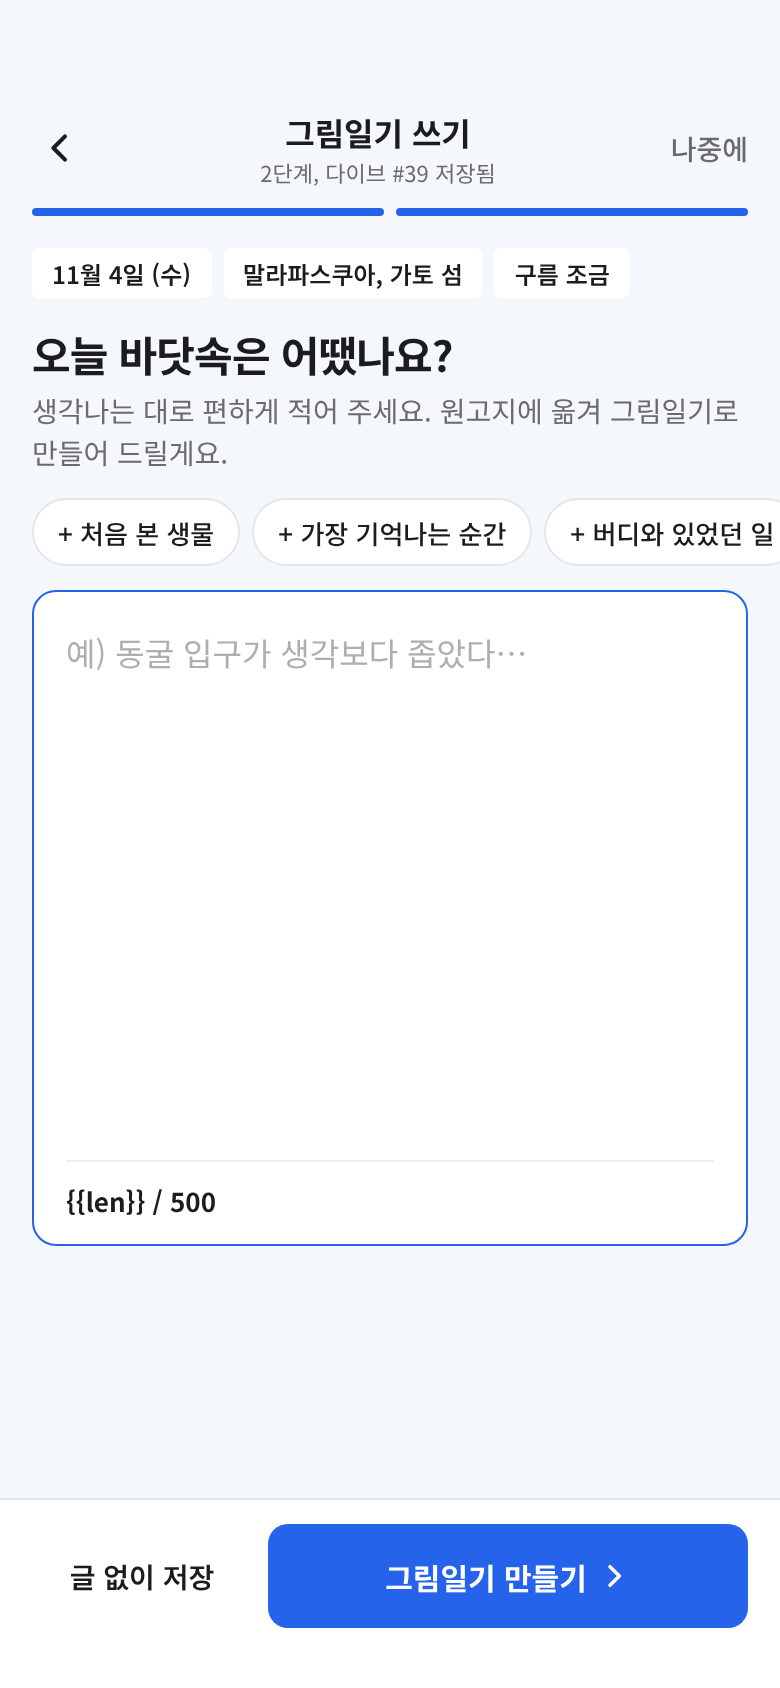 그림일기 쓰기
나중에
2단계, 다이브 #39 저장됨
11월 4일 (수)
말라파스쿠아, 가토 섬
구름 조금
오늘 바닷속은 어땠나요?
생각나는 대로 편하게 적어 주세요. 원고지에 옮겨 그림일기로
만들어 드릴게요.
+ 처음 본 생물
+ 가장 기억나는 순간
+ 버디와 있었던 일
예) 동굴 입구가 생각보다 좁았다…
{{len}} / 500
글 없이 저장
그림일기 만들기